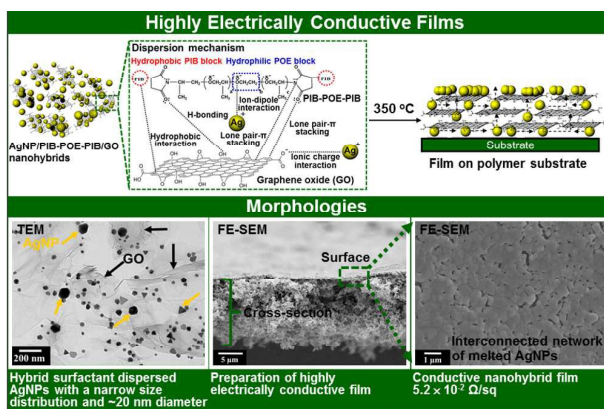 Highly Electrically Conductive Films
Dispersion mechanism
Hydrophobic PIB block Hydrophilic POE block
PIB
PIB
PIB-POE-PIB
Ion-dipole
interaction
H-bonding
Ag
Lone pair-π
stacking
Lone pair-π
stacking
Hydrophobic
interaction
Ag
Ionic charge
interaction
Graphene oxide (GO)
AgNP/PIB-POE-PIB/GO
nanohybrids
350 °C
Substrate
Film on polymer substrate
Morphologies
TEM
AgNP
GO
200 nm
FE-SEM
Surface
Cross-section
5 μm
FE-SEM
Interconnected network
of melted AgNPs
1 μm
Hybrid surfactant dispersed
AgNPs with a narrow size
distribution and ~20 nm diameter
Preparation of highly
electrically conductive film
Conductive nanohybrid film
5.2 x 10⁻² Ω/sq